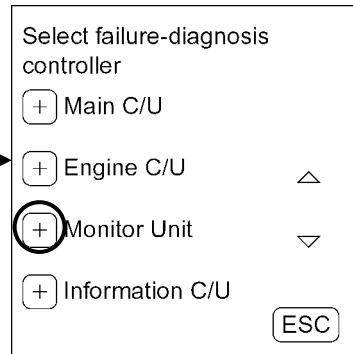 Select failure-diagnosis
controller
+ Main C/U
+ Engine C/U
+ Monitor Unit
+ Information C/U
ESC